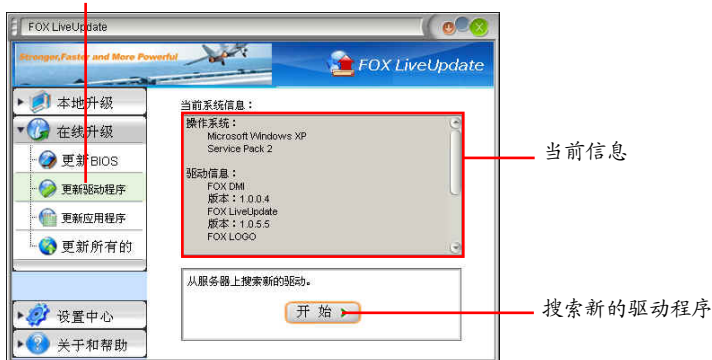 FOX LiveUpdate
Stronger,Faster and More Powerful
FOX LiveUpdate
本地升级
在线升级
更新BIOS
更新驱动程序
更新应用程序
更新所有的
设置中心
关于和帮助
当前系统信息：
操作系统：
Microsoft Windows XP
Service Pack 2
驱动信息：
FOX DMI
版本：1.0.0.4
FOX LiveUpdate
版本：1.0.5.5
FOX LOGO
从服务器上搜索新的驱动。
开 始
当前信息
搜索新的驱动程序